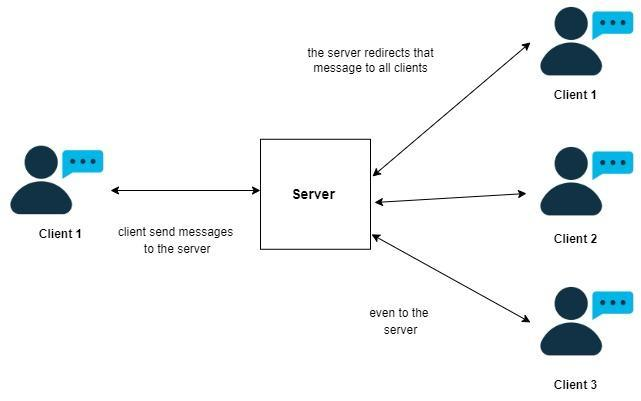 the server redirects that
message to all clients
Client 1
Server
Client 1
client send messages
to the server
Client 2
even to the
server
Client 3